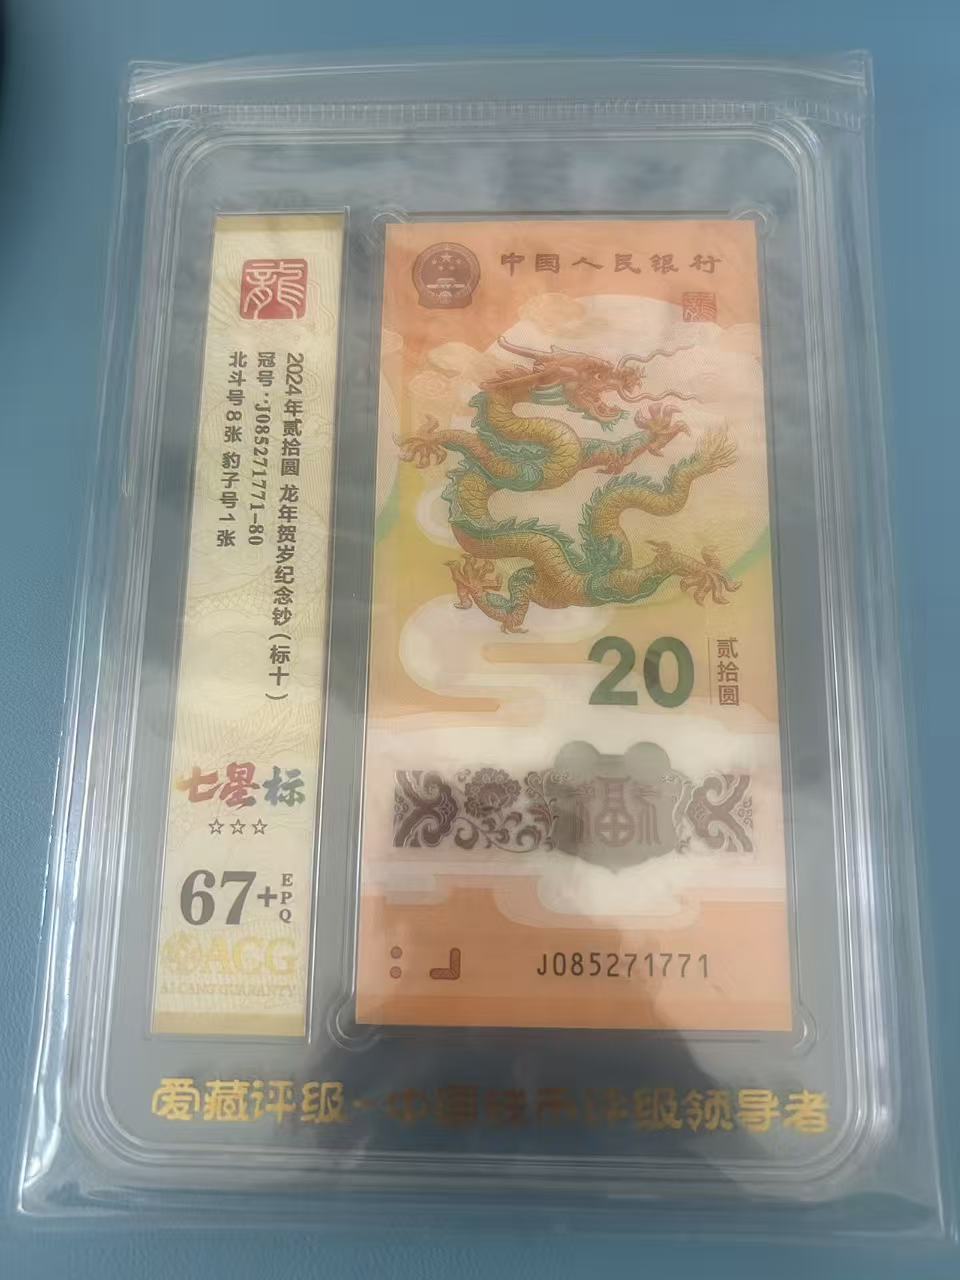 龍
2024年贰拾圆 龙年贺岁纪念钞（标十）
冠号：J085271771-80
北斗号8张 豹子号1张
七星标
67+
EPQ
ACG
中国人民银行
龍
20
贰拾圆
福
J085271771
爱藏评级-中国钱币评级领导者